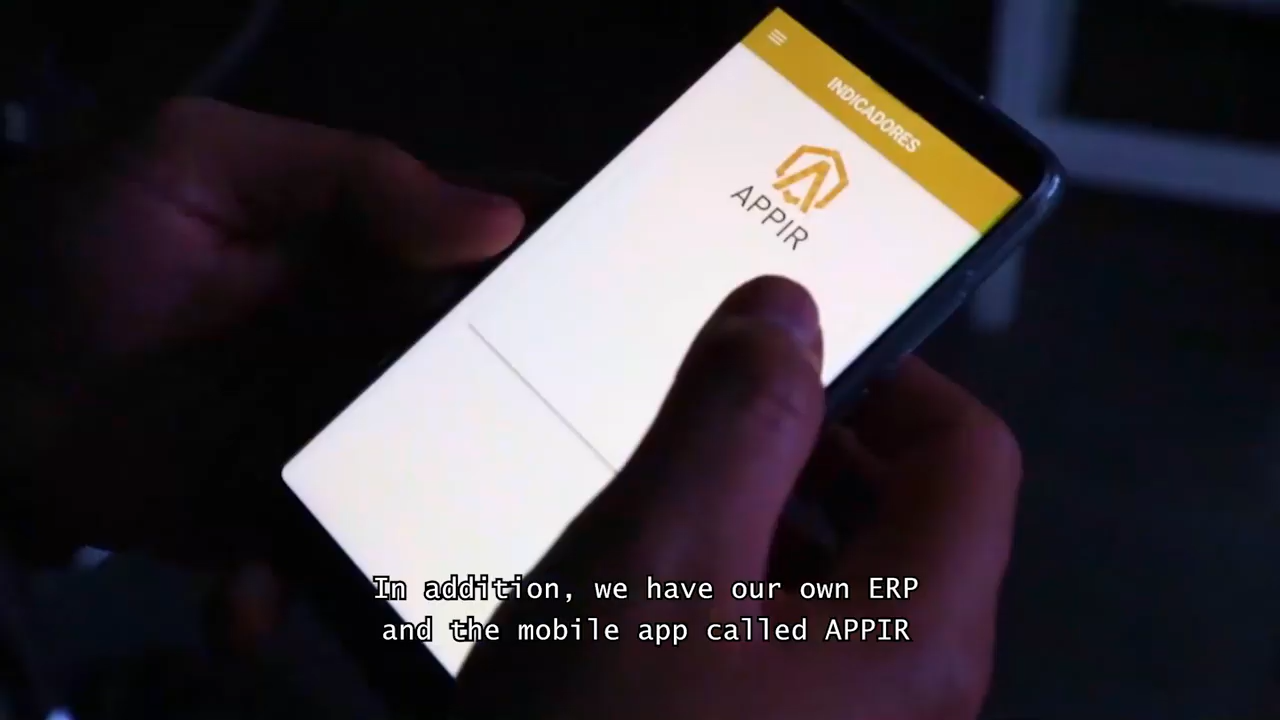 INDICADORES
APPIR
In addition, we have our own ERP
and the mobile app called APPIR